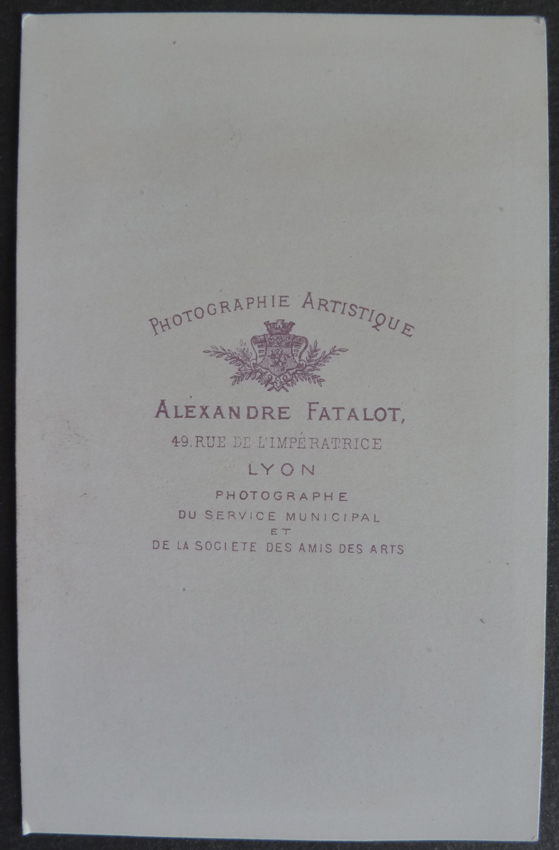 PHOTOGRAPHIE ARTISTIQUE
ALEXANDRE FATALOT,
49. RUE DE L'IMPÉRATRICE
LYON
PHOTOGRAPHE
DU SERVICE MUNICIPAL
ET
DE LA SOCIETE DES AMIS DES ARTS